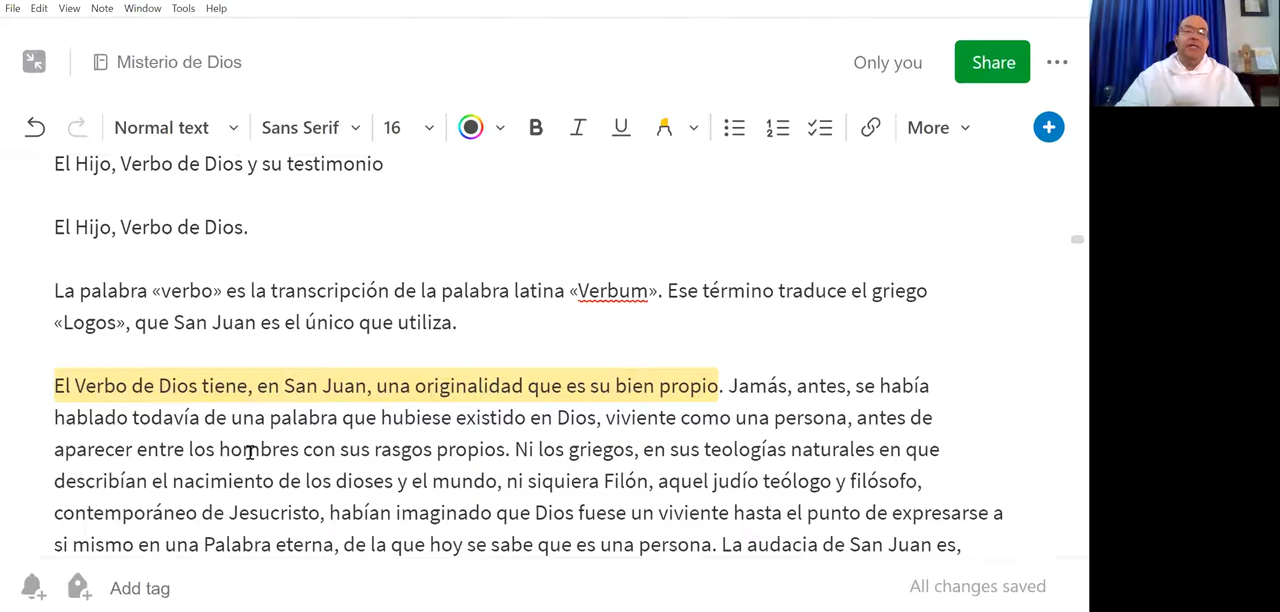 File Edit View Note Window Tools Help
Misterio de Dios
Only you
Share
Normal text
Sans Serif
16
B I U
More
El Hijo, Verbo de Dios y su testimonio
El Hijo, Verbo de Dios.
La palabra «verbo» es la transcripción de la palabra latina «Verbum». Ese término traduce el griego
«Logos», que San Juan es el único que utiliza.
El Verbo de Dios tiene, en San Juan, una originalidad que es su bien propio. Jamás, antes, se había
hablado todavía de una palabra que hubiese existido en Dios, viviente como una persona, antes de
aparecer entre los hombres con sus rasgos propios. Ni los griegos, en sus teologías naturales en que
describían el nacimiento de los dioses y el mundo, ni siquiera Filón, aquel judío teólogo y filósofo,
contemporáneo de Jesucristo, habían imaginado que Dios fuese un viviente hasta el punto de expresarse a
si mismo en una Palabra eterna, de la que hoy se sabe que es una persona. La audacia de San Juan es,
Add tag
All changes saved